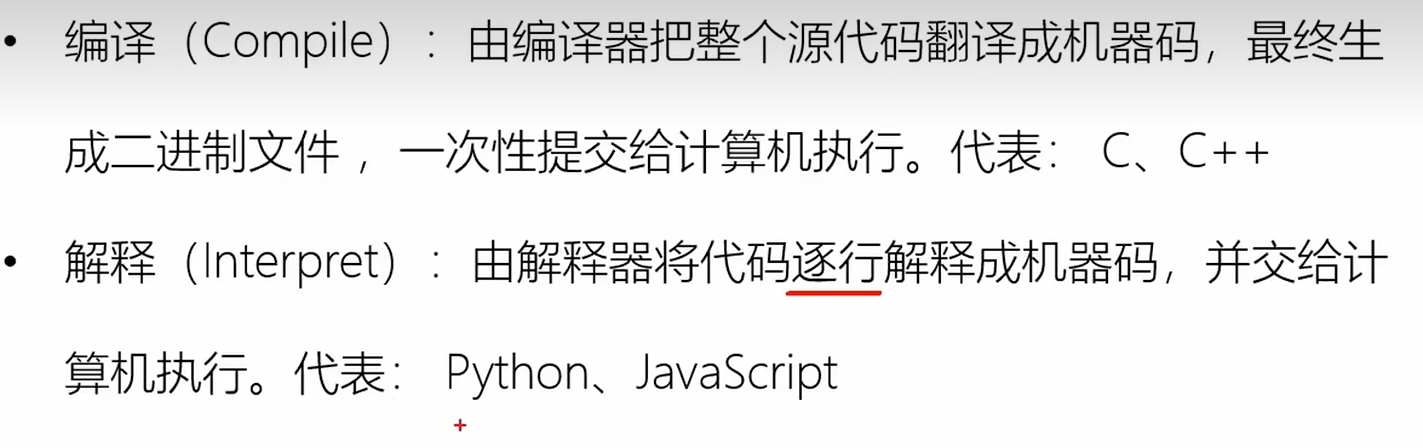 • 编译（Compile）：由编译器把整个源代码翻译成机器码，最终生
成二进制文件，一次性提交给计算机执行。代表： C、C++
• 解释（Interpret）：由解释器将代码逐行解释成机器码，并交给计
算机执行。代表： Python、JavaScript